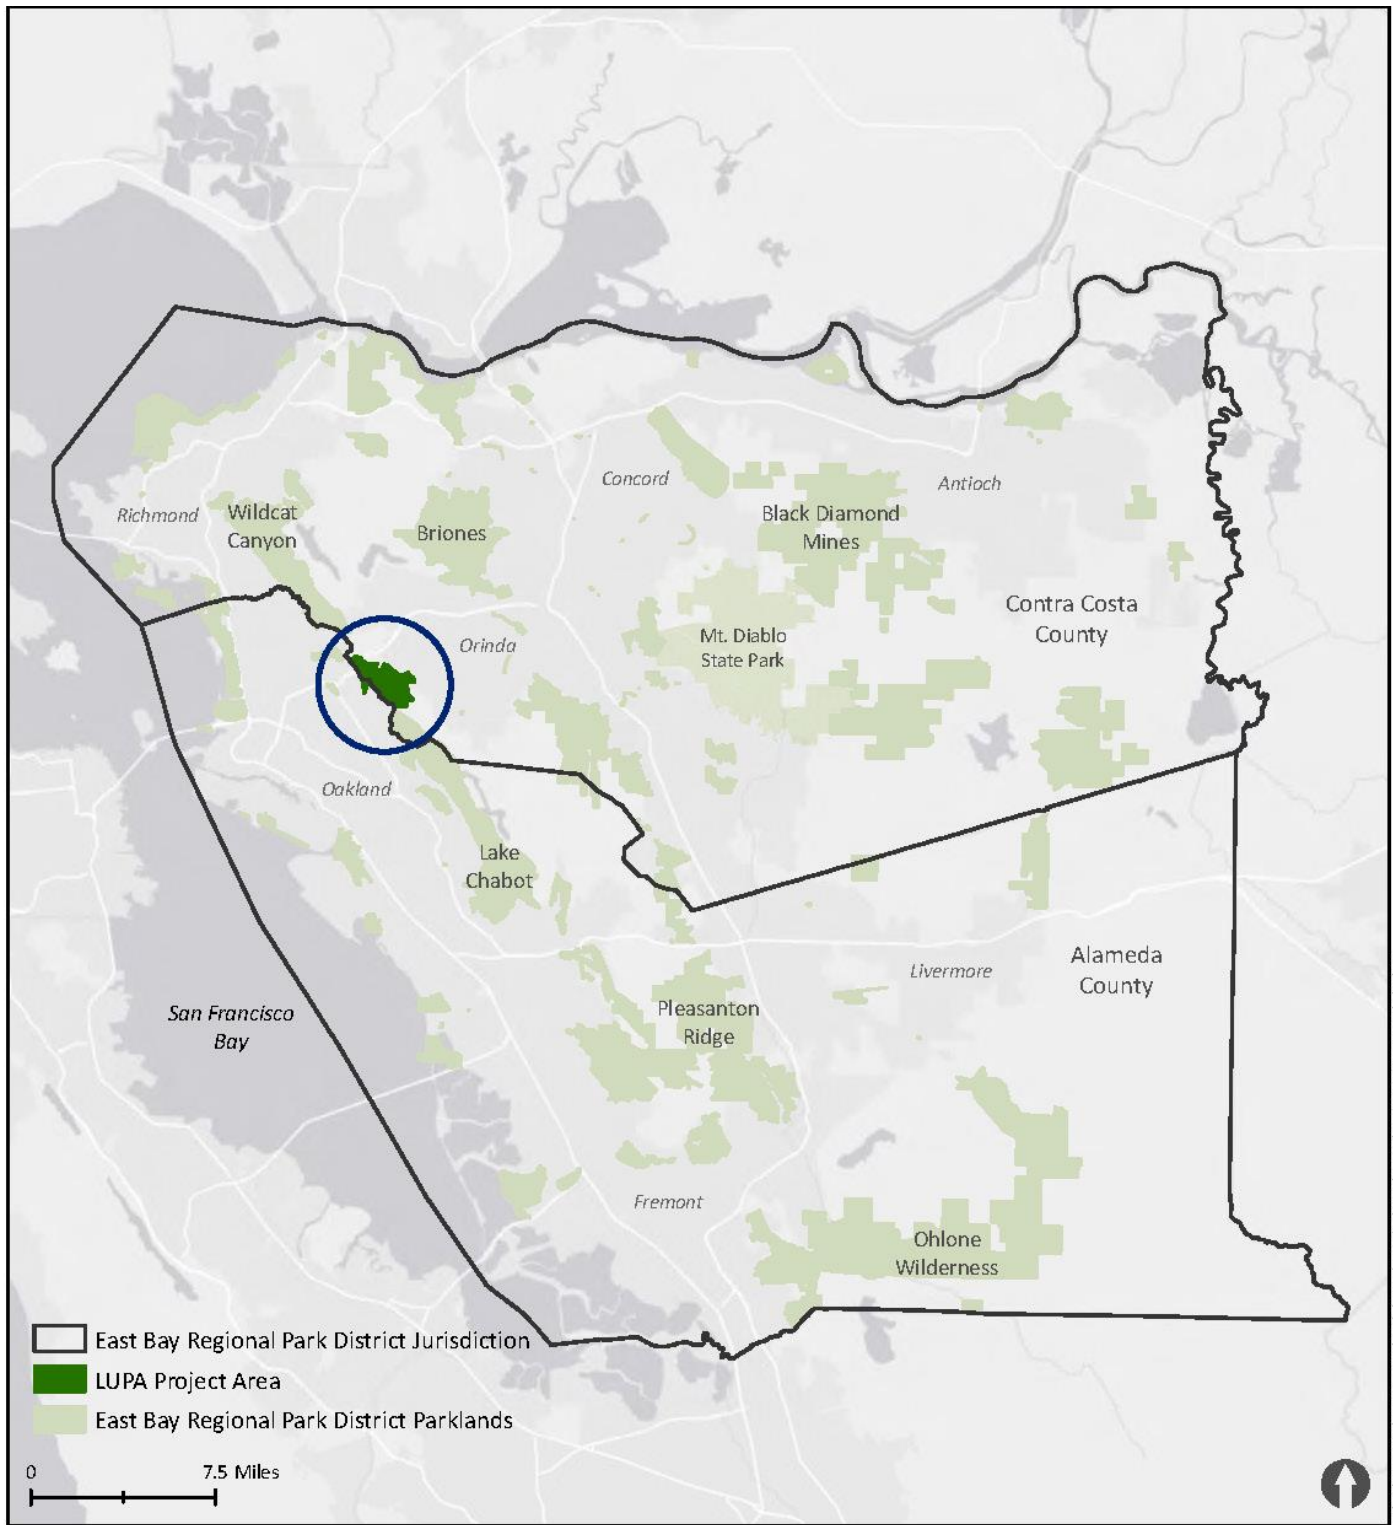 Concord
Antioch
Richmond
Wildcat
Canyon
Briones
Black Diamond
Mines
Contra Costa
County
Orinda
Mt. Diablo
State Park
Oakland
Lake
Chabot
Alameda
County
Livermore
San Francisco
Bay
Pleasanton
Ridge
Fremont
Ohlone
Wilderness
East Bay Regional Park District Jurisdiction
LUPA Project Area
East Bay Regional Park District Parklands
0
7.5 Miles